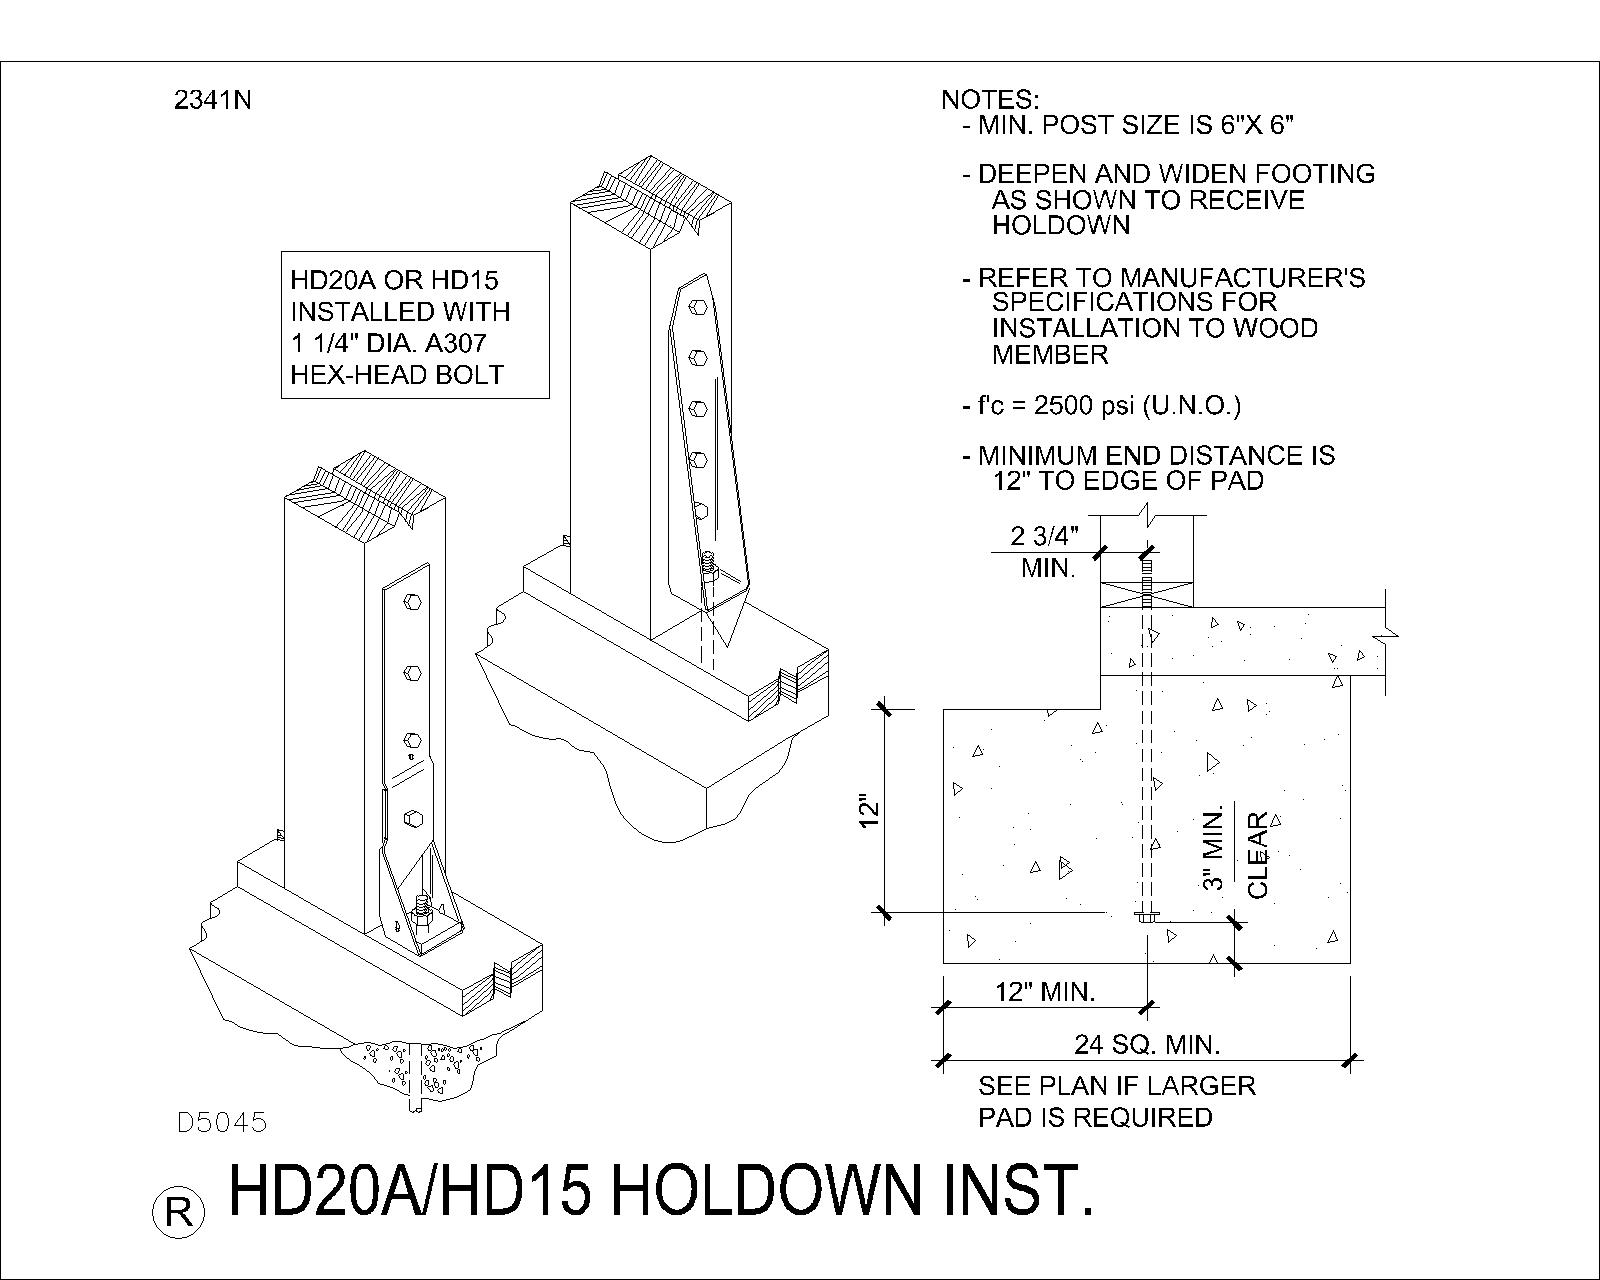 2341N
HD20A OR HD15
INSTALLED WITH
1 1/4" DIA. A307
HEX-HEAD BOLT
NOTES:
- MIN. POST SIZE IS 6"X 6"
- DEEPEN AND WIDEN FOOTING
AS SHOWN TO RECEIVE
HOLDOWN
- REFER TO MANUFACTURER'S
SPECIFICATIONS FOR
INSTALLATION TO WOOD
MEMBER
- f'c = 2500 psi (U.N.O.)
- MINIMUM END DISTANCE IS
12" TO EDGE OF PAD
2 3/4"
MIN.
12"
3" MIN.
CLEAR
12" MIN.
24 SQ. MIN.
SEE PLAN IF LARGER
PAD IS REQUIRED
D5045
R HD20A/HD15 HOLDOWN INST.